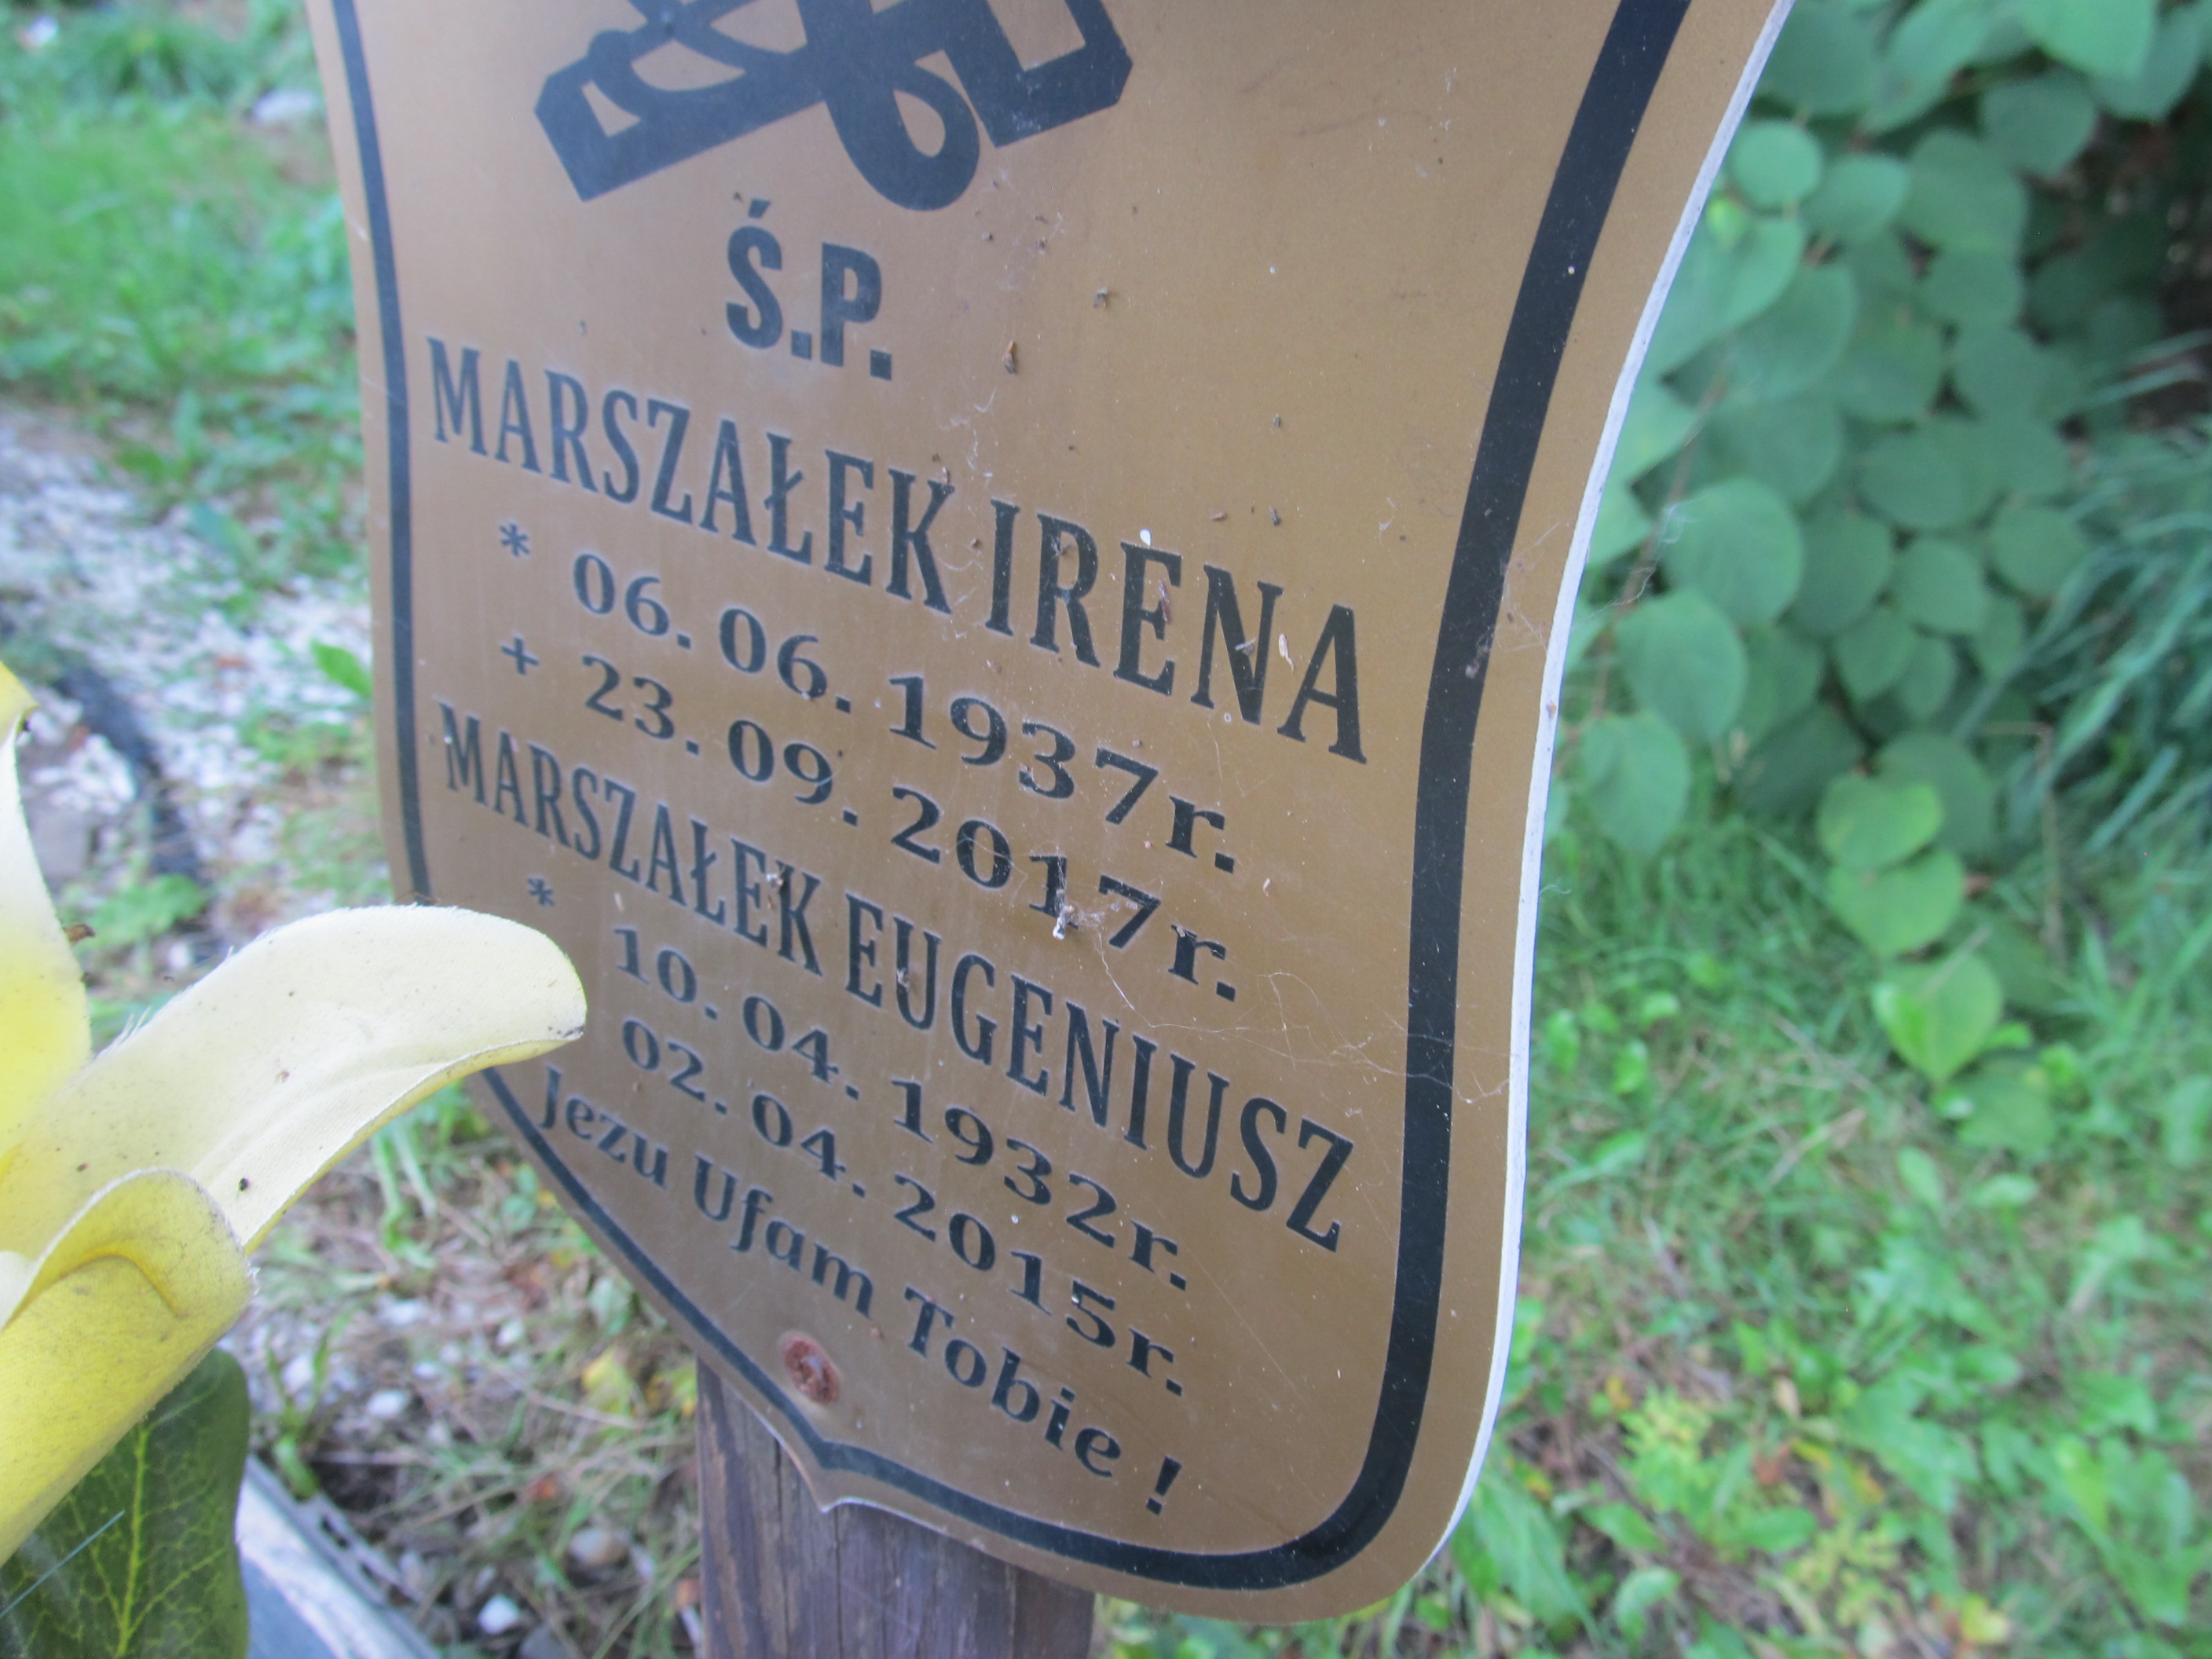 Ś.P.
MARSZAŁEK IRENA
* 06. 06. 1937r.
+ 23. 09. 2017r.
MARSZAŁEK EUGENIUSZ
* 10. 04. 1932r.
02. 04. 2015r.
Jezu Ufam Tobie !